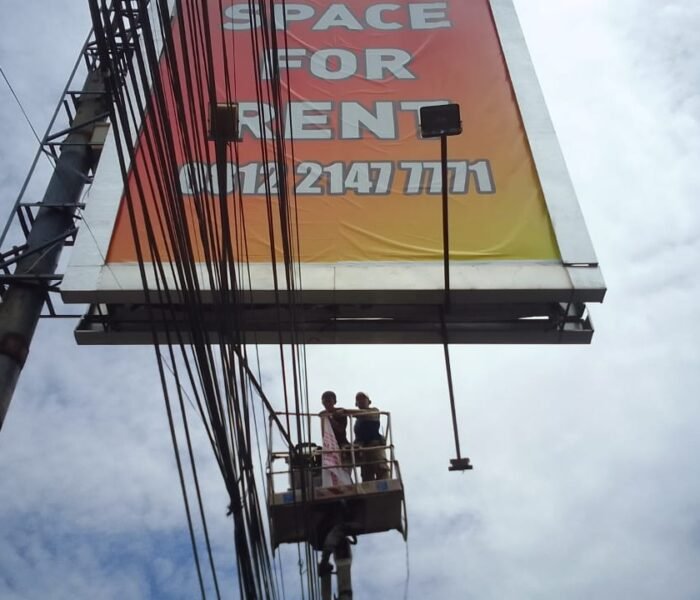 SPACE
FOR
RENT
0812 2147 7771